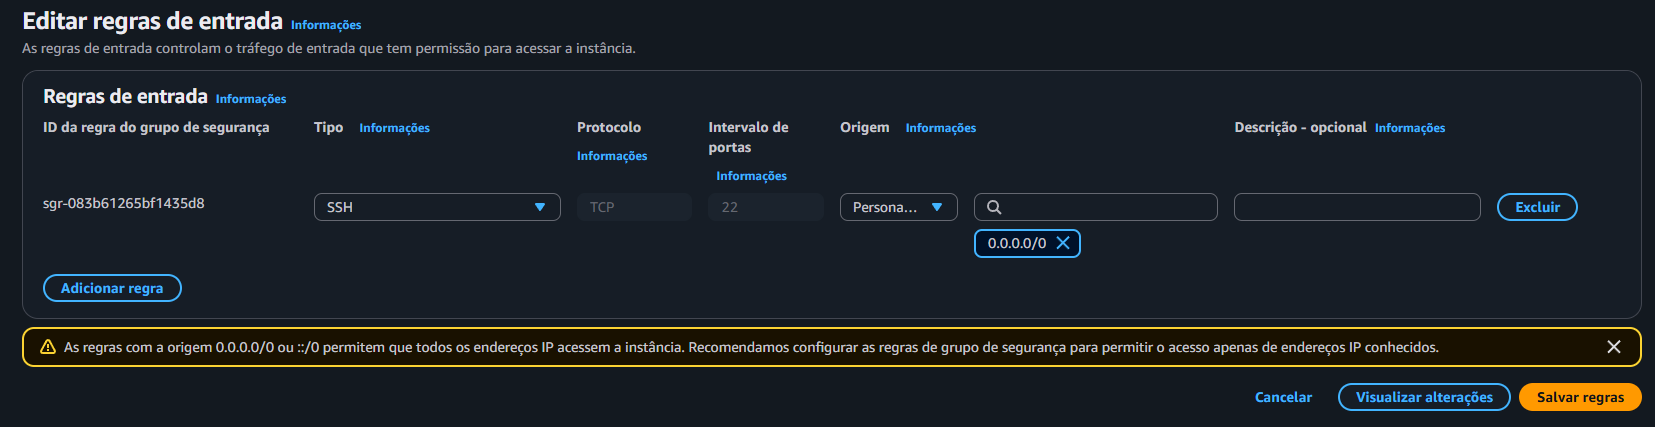 Editar regras de entrada Informações
As regras de entrada controlam o tráfego de entrada que tem permissão para acessar a instância.
Regras de entrada Informações
ID da regra do grupo de segurança Tipo Informações Protocolo Intervalo de Origem Informações Descrição - opcional Informações
portas
Informações
Informações
sgr-083b61265bf1435d8 SSH TCP 22 Persona... Excluir
0.0.0.0/0
Adicionar regra
As regras com a origem 0.0.0.0/0 ou ::/0 permitem que todos os endereços IP acessem a instância. Recomendamos configurar as regras de grupo de segurança para permitir o acesso apenas de endereços IP conhecidos.
Cancelar Visualizar alterações Salvar regras